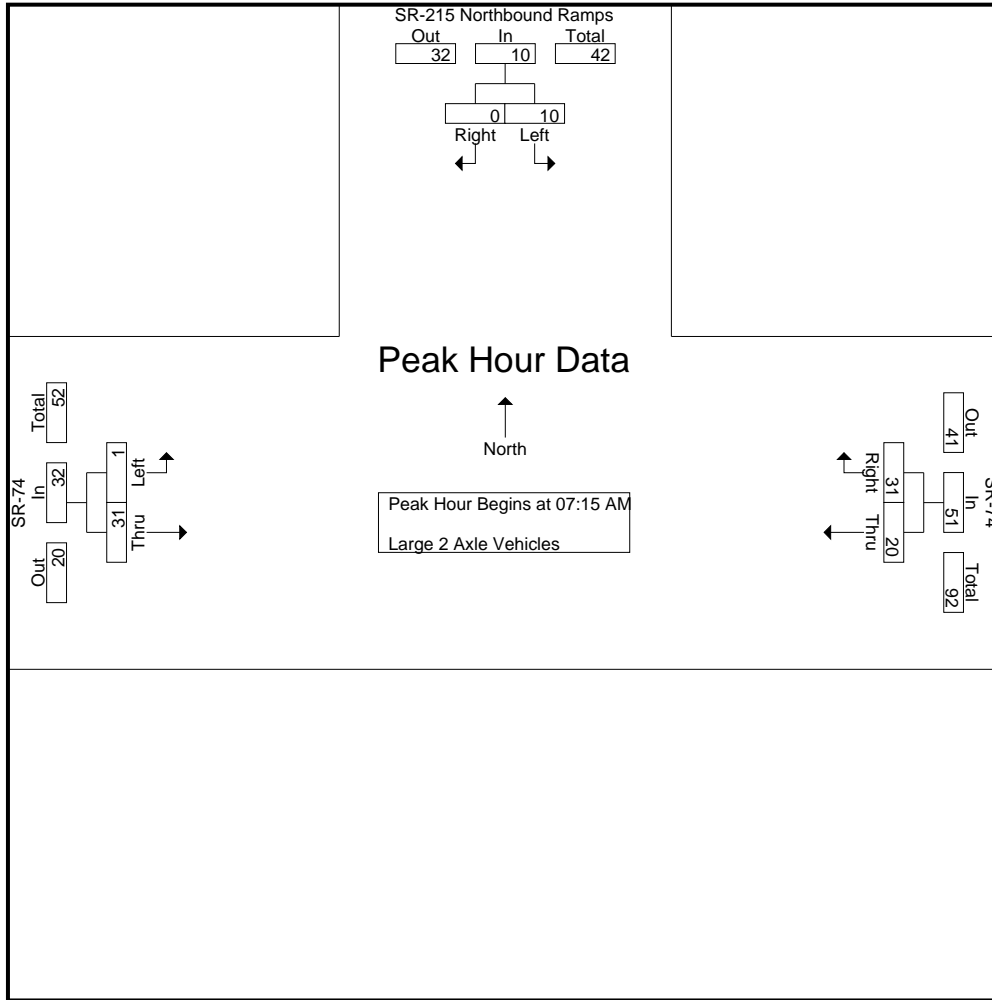 SR-215 Northbound Ramps
Out In Total
32 10 42
0 10
Right Left
Peak Hour Data
North
Peak Hour Begins at 07:15 AM
Large 2 Axle Vehicles
SR-74
Out In Total
20 32 52
Left Thru
1 31
SR-74
Out In Total
41 51 92
Right Thru
31 20